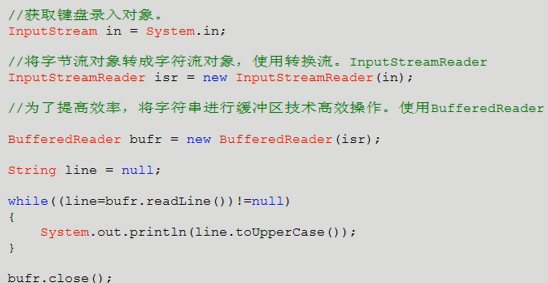 //获取键盘录入对象。
InputStream in = System.in;
//将字节流对象转成字符流对象，使用转换流。InputStreamReader
InputStreamReader isr = new InputStreamReader(in);
//为了提高效率，将字符串进行缓冲区技术高效操作。使用BufferedReader
BufferedReader bufr = new BufferedReader(isr);
String line = null;
while((line=bufr.readLine())!=null)
{
System.out.println(line.toUpperCase());
}
bufr.close();